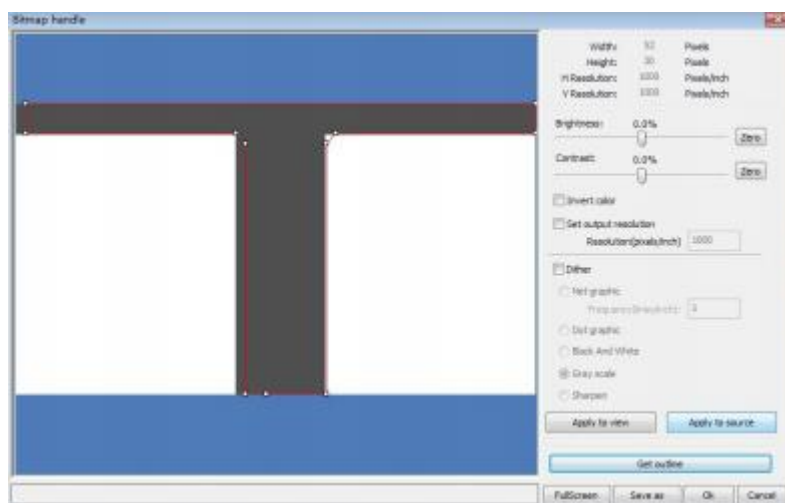 Bitmap handle
Width: 52 Pixels
Height: 30 Pixels
H Resolution: 1000 Pixels/inch
V Resolution: 1000 Pixels/inch
Brightness: 0.0% Zero
Contrast: 0.0% Zero
Invert color
Set output resolution
Resolution(pixels/inch) 1000
Dither
Net graphic
Dot graphic
Black And White
Gray scale
Sharpen
Apply to view Apply to source
Get outline
FullScreen Save as Ok Cancel